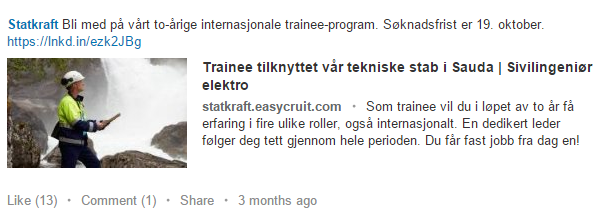 Statkraft Bli med på vårt to-årige internasjonale trainee-program. Søknadsfrist er 19. oktober.
https://lnkd.in/ezk2JBg
Trainee tilknyttet vår tekniske stab i Sauda | Sivilingeniør
elektro
statkraft.easycruit.com • Som trainee vil du i løpet av to år få
erfaring i fire ulike roller, også internasjonalt. En dedikert leder
følger deg tett gjennom hele perioden. Du får fast jobb fra dag en!
Like (13) • Comment (1) • Share • 3 months ago